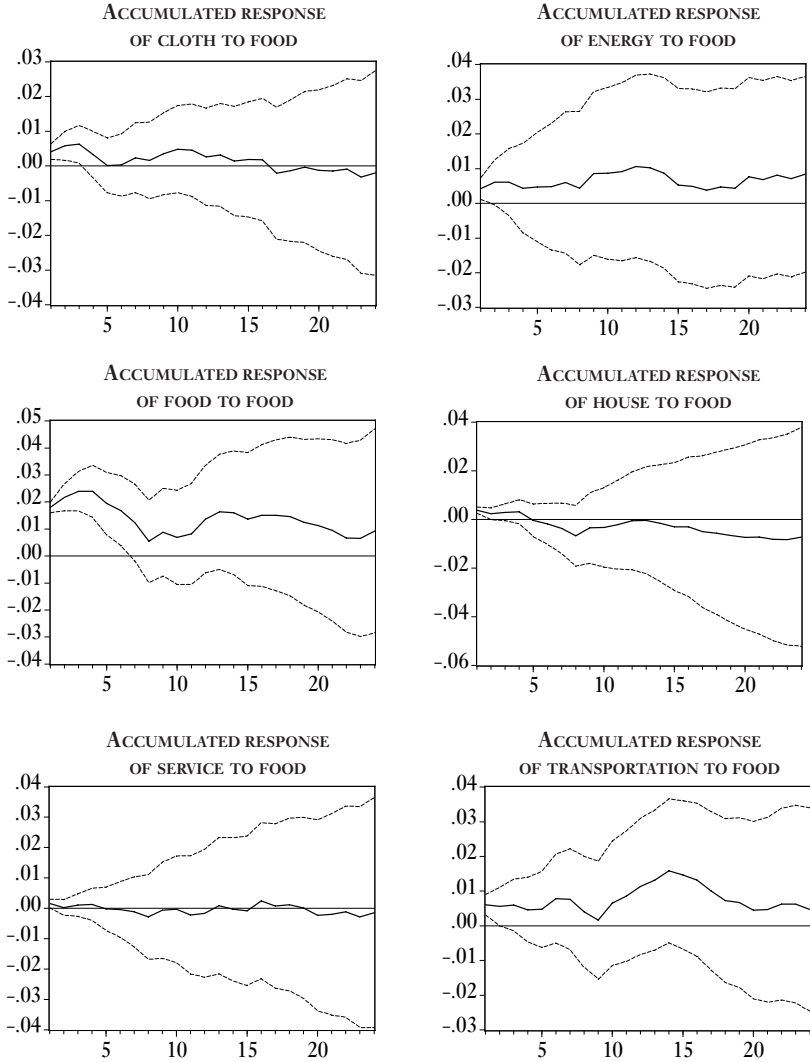 ACCUMULATED RESPONSE
OF CLOTH TO FOOD
.03
.02
.01
.00
-.01
-.02
-.03
-.04
5 10 15 20
ACCUMULATED RESPONSE
OF ENERGY TO FOOD
.04
.03
.02
.01
.00
-.01
-.02
-.03
5 10 15 20
ACCUMULATED RESPONSE
OF FOOD TO FOOD
.05
.04
.03
.02
.01
.00
-.01
-.02
-.03
-.04
5 10 15 20
ACCUMULATED RESPONSE
OF HOUSE TO FOOD
.04
.02
.00
-.02
-.04
-.06
5 10 15 20
ACCUMULATED RESPONSE
OF SERVICE TO FOOD
.04
.03
.02
.01
.00
-.01
-.02
-.03
-.04
5 10 15 20
ACCUMULATED RESPONSE
OF TRANSPORTATION TO FOOD
.04
.03
.02
.01
.00
-.01
-.02
-.03
5 10 15 20